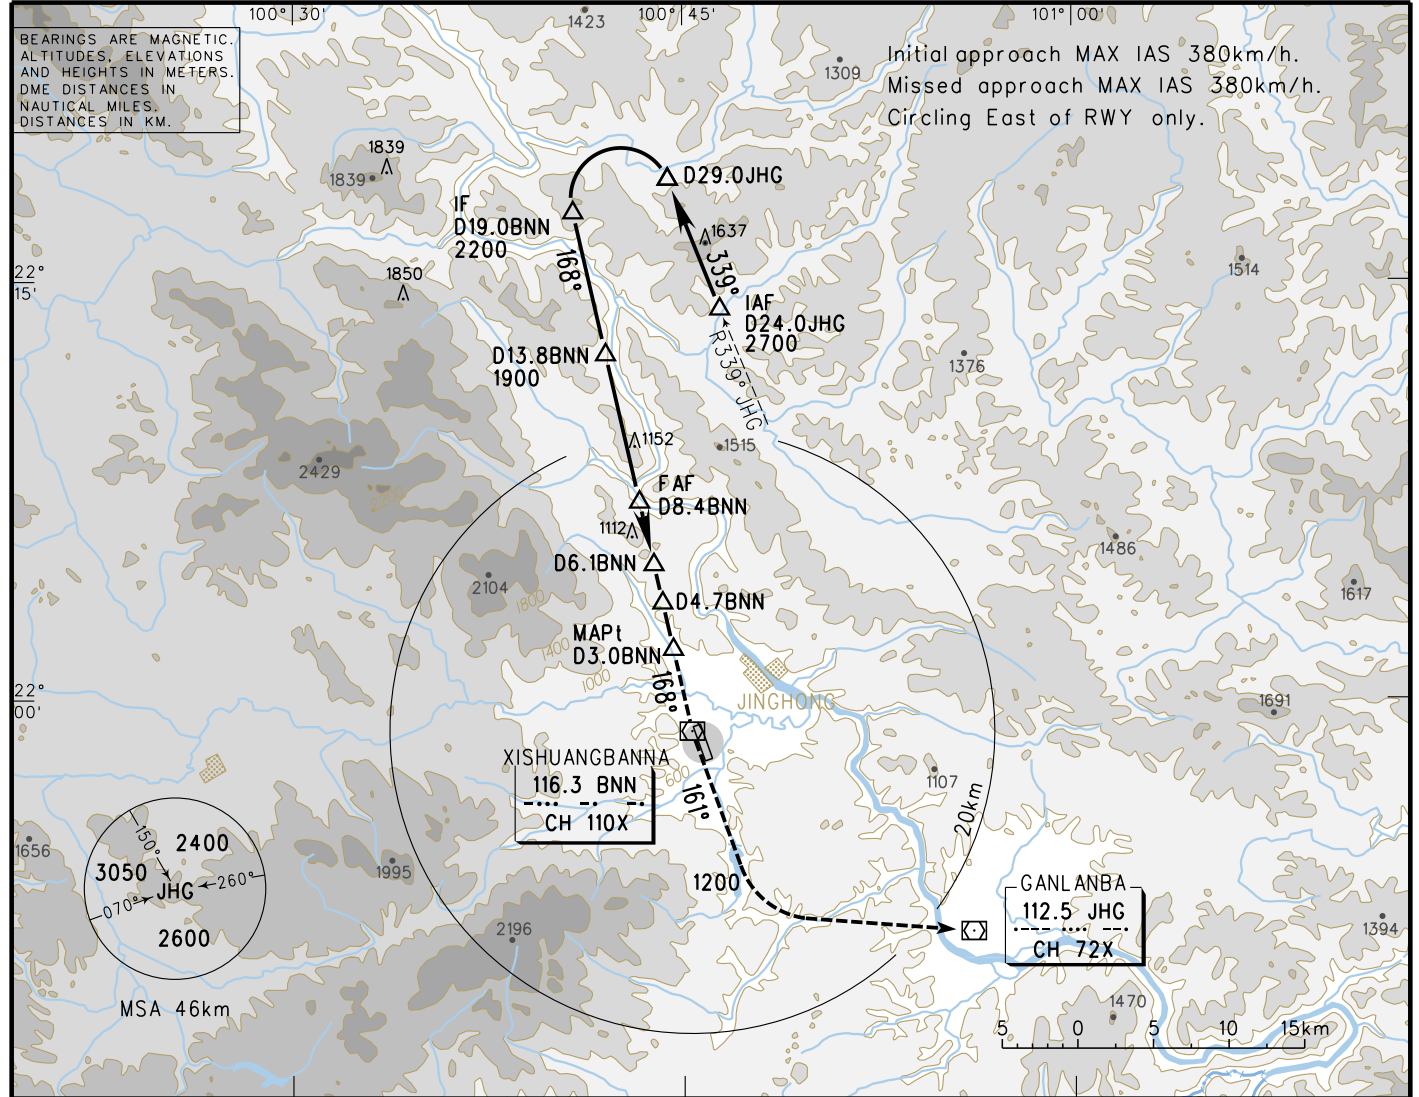 100° 30'
100° 45'
101° 00'
BEARINGS ARE MAGNETIC.
ALTITUDES, ELEVATIONS
AND HEIGHTS IN METERS.
DME DISTANCES IN
NAUTICAL MILES.
DISTANCES IN KM.
1423
1309
Initial approach MAX IAS 380km/h.
Missed approach MAX IAS 380km/h.
Circling East of RWY only.
1839
1839
D29.0JHG
IF
D19.0BNN
2200
1637
168°
339°
1514
22°
15'
1850
IAF
D24.0JHG
2700
R339° JHG
D13.8BNN
1900
1376
1152
1515
2429
FAF
D8.4BNN
1112
1486
D6.1BNN
2104
1800
D4.7BNN
1617
MAPt
D3.0BNN
1400
1000
168°
22°
00'
JINGHONG
1691
XISHUANGBANNA
116.3 BNN
CH 110X
600
161°
1107
20km
1656
150°
2400
3050
JHG
260°
070°
2600
MSA 46km
1995
1200
2196
GANLANBA
112.5 JHG
CH 72X
1394
1470
5 0 5 10 15km